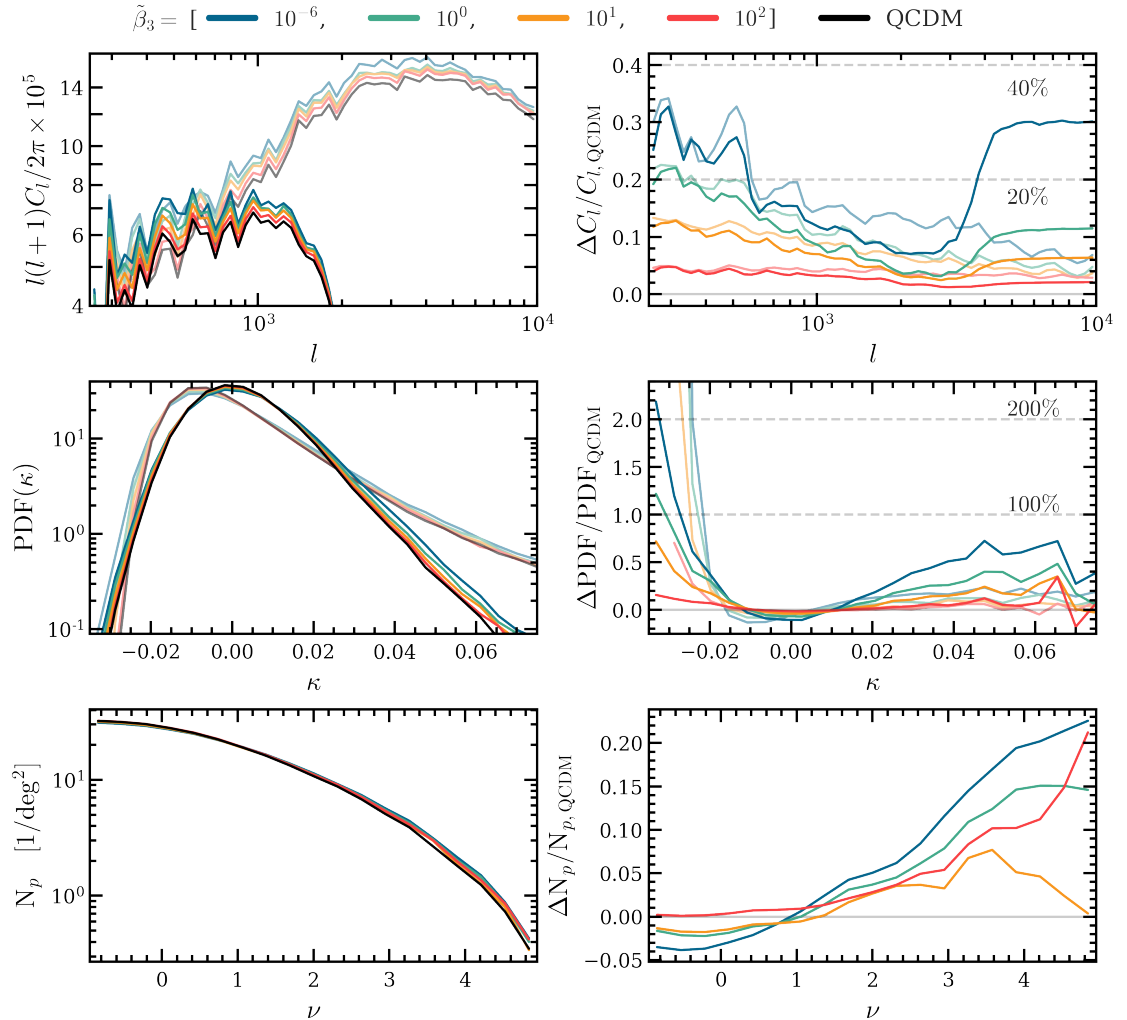 β̃₃ = [ 10⁻⁶, 10⁰, 10¹, 10² ] QCDM
l(l + 1)C_l/2π × 10⁵
14
10
8
6
4
10³ 10⁴
l
ΔC_l/C_{l,QCDM}
0.4
0.3
0.2
0.1
0.0
40%
20%
10³ 10⁴
l
PDF(κ)
10¹
10⁰
10⁻¹
−0.02 0.00 0.02 0.04 0.06
κ
ΔPDF/PDF_QCDM
2.0
1.5
1.0
0.5
0.0
200%
100%
−0.02 0.00 0.02 0.04 0.06
κ
N_p [1/deg²]
10¹
10⁰
0 1 2 3 4
ν
ΔN_p/N_{p,QCDM}
0.20
0.15
0.10
0.05
0.00
−0.05
0 1 2 3 4
ν